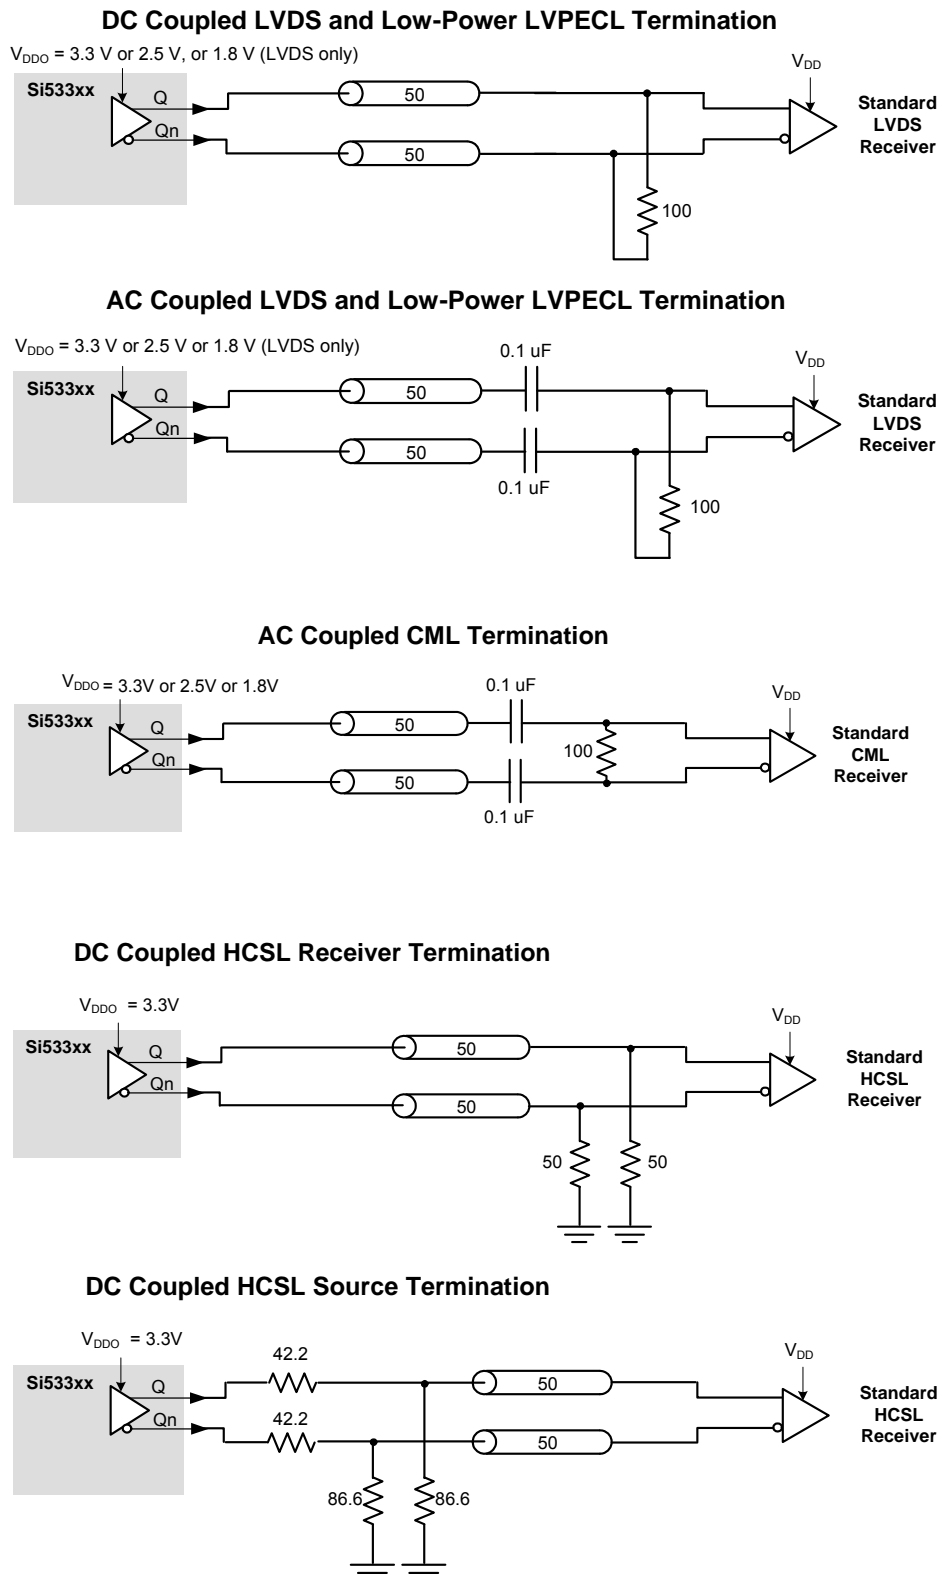 DC Coupled LVDS and Low-Power LVPECL Termination
VDDO = 3.3 V or 2.5 V, or 1.8 V (LVDS only)
VDD
Si533xx
Q
Qn
50
50
100
Standard
LVDS
Receiver
AC Coupled LVDS and Low-Power LVPECL Termination
VDDO = 3.3 V or 2.5 V or 1.8 V (LVDS only)
0.1 uF
VDD
Si533xx
Q
Qn
50
50
0.1 uF
100
Standard
LVDS
Receiver
AC Coupled CML Termination
VDDO = 3.3V or 2.5V or 1.8V
0.1 uF
VDD
Si533xx
Q
Qn
50
50
0.1 uF
100
Standard
CML
Receiver
DC Coupled HCSL Receiver Termination
VDDO = 3.3V
VDD
Si533xx
Q
Qn
50
50
50
50
Standard
HCSL
Receiver
DC Coupled HCSL Source Termination
VDDO = 3.3V
42.2
VDD
Si533xx
Q
Qn
42.2
50
50
86.6
86.6
Standard
HCSL
Receiver